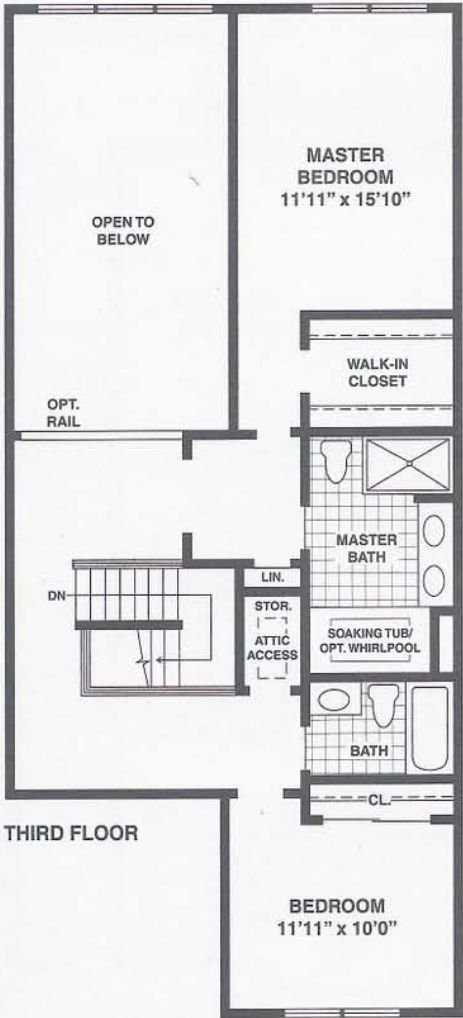 MASTER
BEDROOM
11'11" x 15'10"
OPEN TO
BELOW
WALK-IN
CLOSET
OPT.
RAIL
MASTER
BATH
LIN.
DN
STOR.
ATTIC
ACCESS
SOAKING TUB/
OPT. WHIRLPOOL
BATH
CL.
THIRD FLOOR
BEDROOM
11'11" x 10'0"